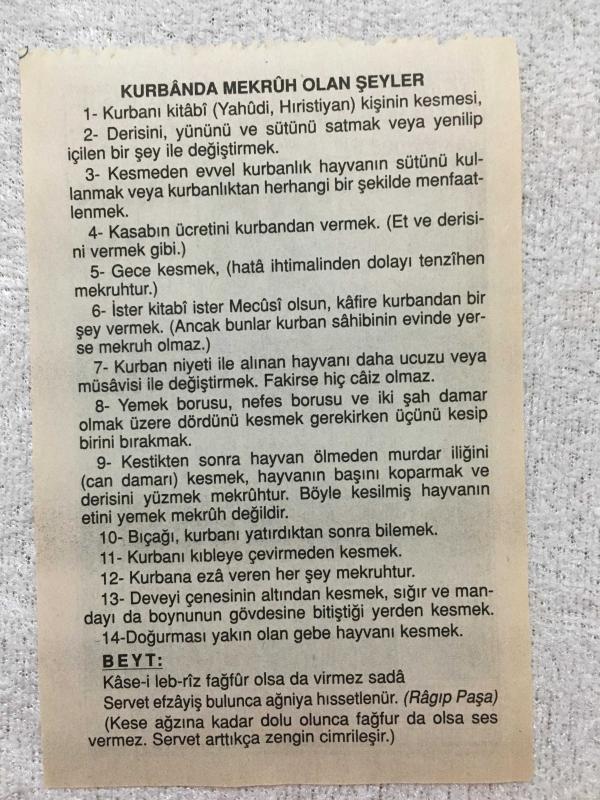 KURBÂNDA MEKRÛH OLAN ŞEYLER
1- Kurbanı kitâbî (Yahûdi, Hıristiyan) kişinin kesmesi,
2- Derisini, yününü ve sütünü satmak veya yenilip
içilen bir şey ile değiştirmek.
3- Kesmeden evvel kurbanlık hayvanın sütünü kul-
lanmak veya kurbanlıktan herhangi bir şekilde menfaat-
lenmek.
4- Kasabın ücretini kurbandan vermek. (Et ve derisi-
ni vermek gibi.)
5- Gece kesmek, (hatâ ihtimalinden dolayı tenzîhen
mekruhtur.)
6- İster kitabî ister Mecûsî olsun, kâfire kurbandan bir
şey vermek. (Ancak bunlar kurban sâhibinin evinde yer-
se mekruh olmaz.)
7- Kurban niyeti ile alınan hayvanı daha ucuzu veya
müsâvisi ile değiştirmek. Fakirse hiç câiz olmaz.
8- Yemek borusu, nefes borusu ve iki şah damar
olmak üzere dördünü kesmek gerekirken üçünü kesip
birini bırakmak.
9- Kestikten sonra hayvan ölmeden murdar iliğini
(can damarı) kesmek, hayvanın başını koparmak ve
derisini yüzmek mekrûhtur. Böyle kesilmiş hayvanın
etini yemek mekrûh değildir.
10- Bıçağı, kurbanı yatırdıktan sonra bilemek.
11- Kurbanı kıbleye çevirmeden kesmek.
12- Kurbana ezâ veren her şey mekruhtur.
13- Deveyi çenesinin altından kesmek, sığır ve man-
dayı da boynunun gövdesine bitiştiği yerden kesmek.
14-Doğurması yakın olan gebe hayvanı kesmek.
BEYT:
Kâse-i leb-rîz fağfûr olsa da virmez sadâ
Servet efzâyiş bulunca ağniya hıssetlenür. (Râgıp Paşa)
(Kese ağzına kadar dolu olunca fağfur da olsa ses
vermez. Servet arttıkça zengin cimrileşir.)